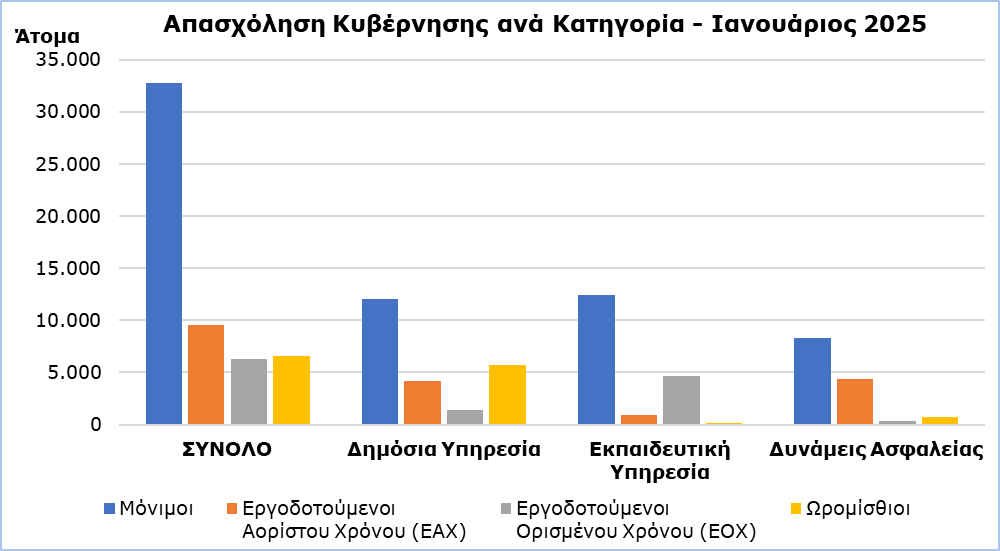 Απασχόληση Κυβέρνησης ανά Κατηγορία – Ιανουάριος 2025
Άτομα
35.000
30.000
25.000
20.000
15.000
10.000
5.000
0
ΣΥΝΟΛΟ
Δημόσια Υπηρεσία
Εκπαιδευτική
Υπηρεσία
Δυνάμεις Ασφαλείας
Μόνιμοι
Εργοδοτούμενοι
Αορίστου Χρόνου (ΕΑΧ)
Εργοδοτούμενοι
Ορισμένου Χρόνου (ΕΟΧ)
Ωρομίσθιοι